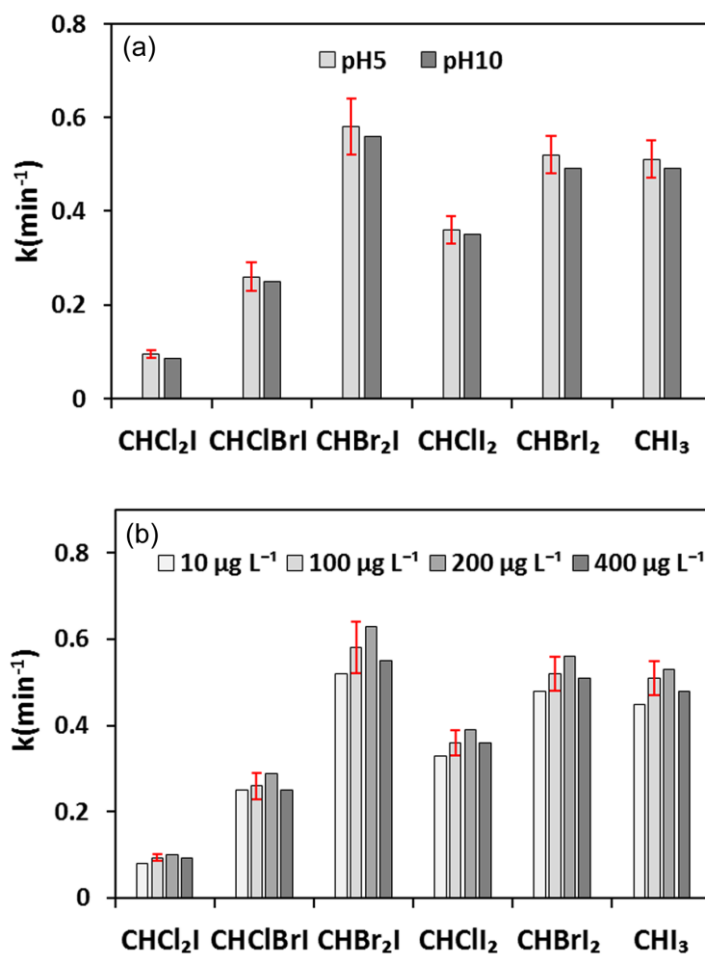 (a)
pH5 pH10
k(min⁻¹)
0.8
0.6
0.4
0.2
0
CHCl₂I CHClBrI CHBr₂I CHClI₂ CHBrI₂ CHI₃
(b)
10 µg L⁻¹ 100 µg L⁻¹ 200 µg L⁻¹ 400 µg L⁻¹
k(min⁻¹)
0.8
0.6
0.4
0.2
0
CHCl₂I CHClBrI CHBr₂I CHClI₂ CHBrI₂ CHI₃